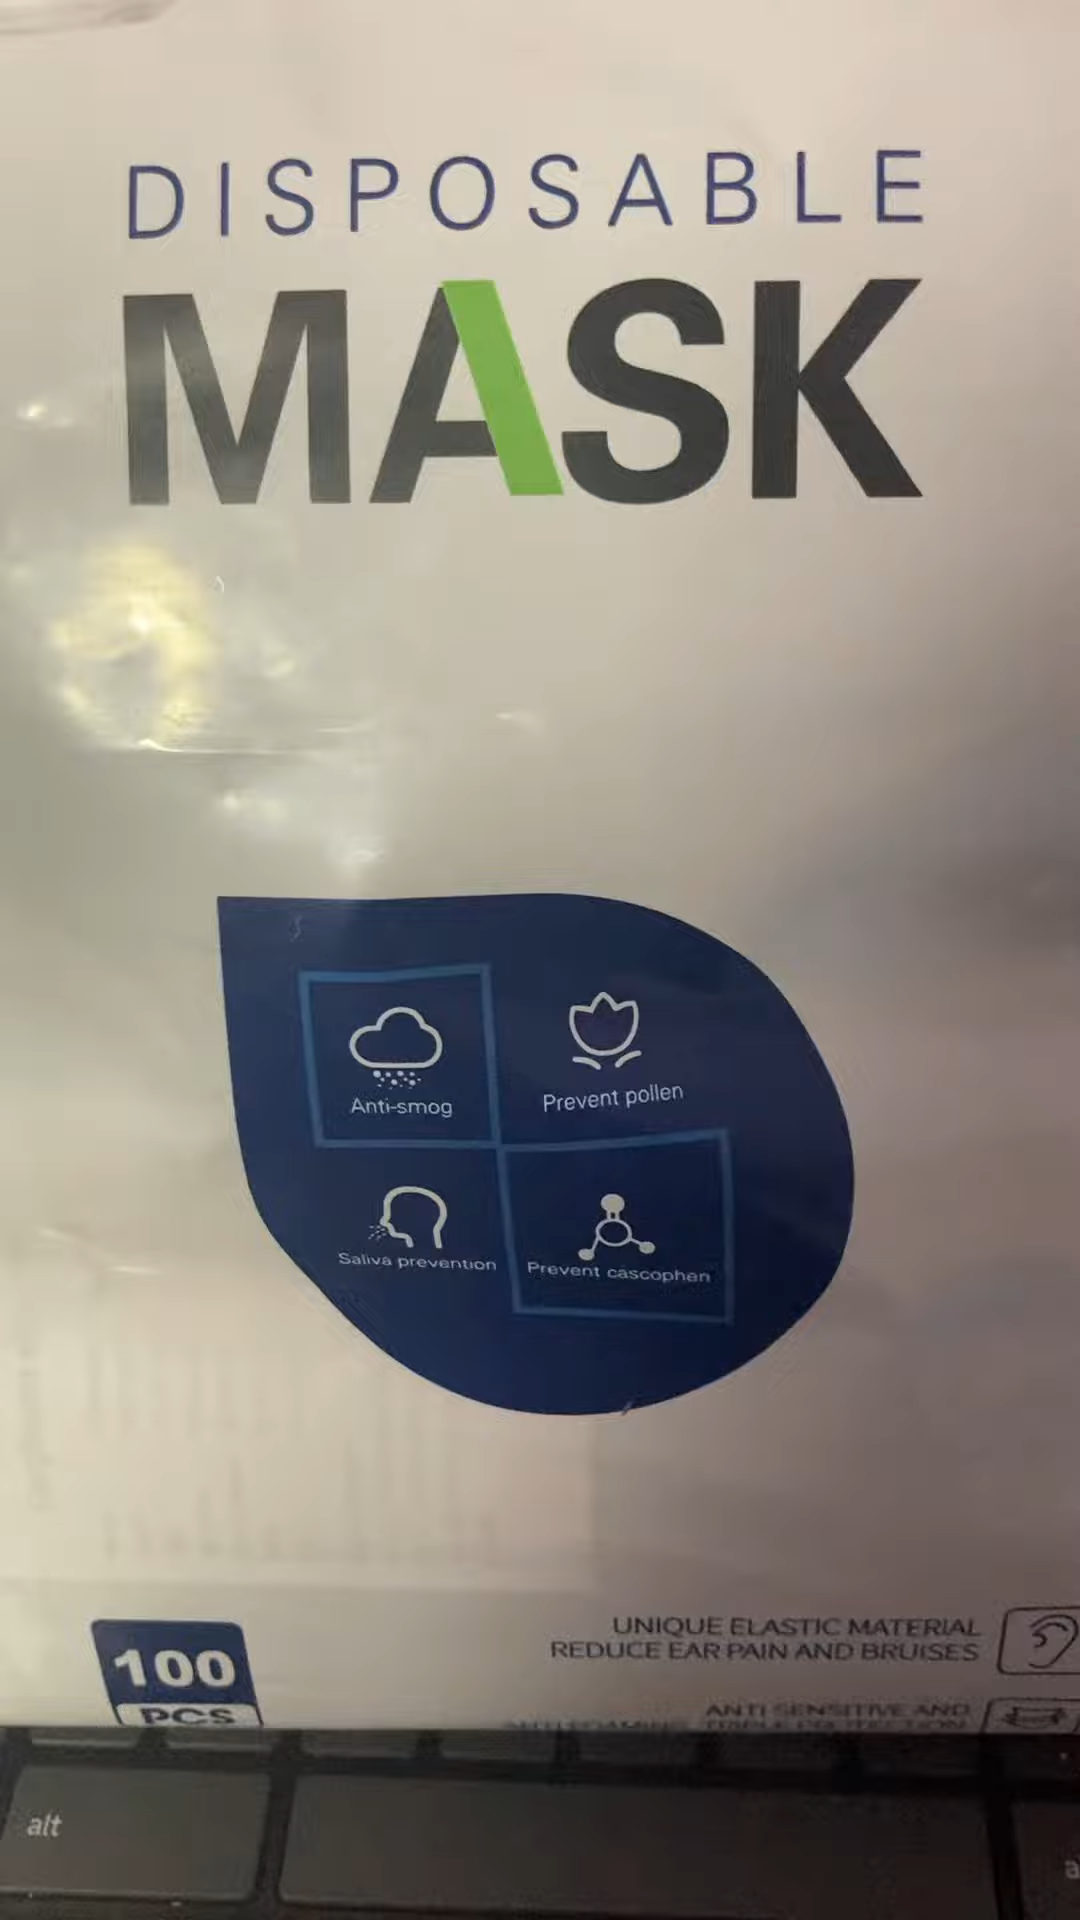 DISPOSABLE
MASK
Anti-smog
Prevent pollen
Saliva prevention
Prevent cascophen
100
PCS
UNIQUE ELASTIC MATERIAL
REDUCE EAR PAIN AND BRUISES
ANTI SENSITIVE AND
alt
a